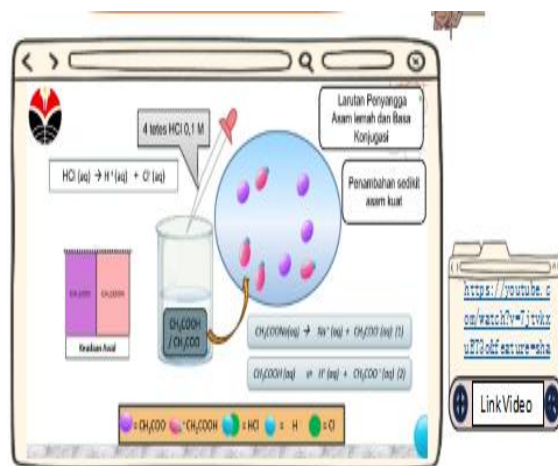 Larutan Penyangga
Asam lemah dan Basa
Konjugasi
4 tetes HCl 0,1 M
HCl (aq) → H⁺(aq) + Cl⁻(aq)
Penambahan sedikit
asam kuat
CH₃COOH
/ CH₃COO⁻
Keadaan Awal
CH₃COONa(aq) → Na⁺ (aq) + CH₃COO⁻(aq) (1)
CH₃COOH (aq) ⇌ H⁺(aq) + CH₃COO⁻(aq) (2)
= CH₃COO⁻ = CH₃COOH = HCl = H = Cl
https://youtube.c
Link Video